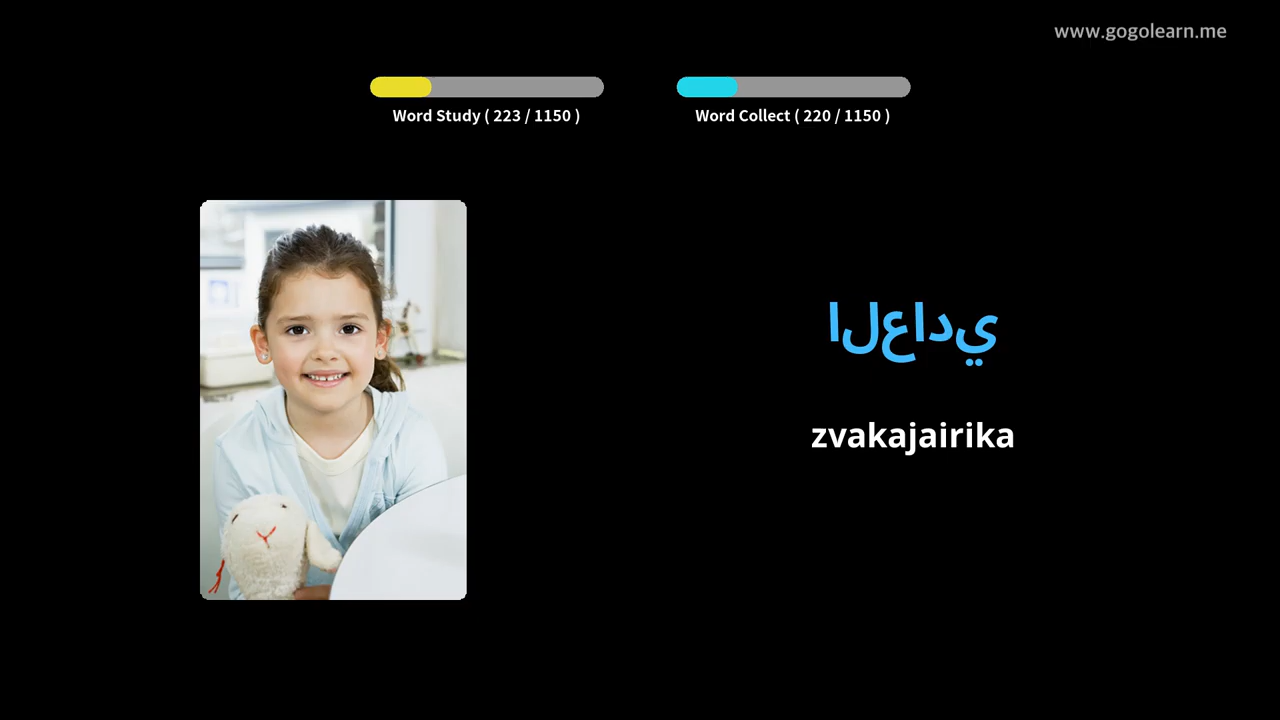 www.gogolearn.me
Word Study ( 223 / 1150 )
Word Collect ( 220 / 1150 )
العادي
zvakajairika